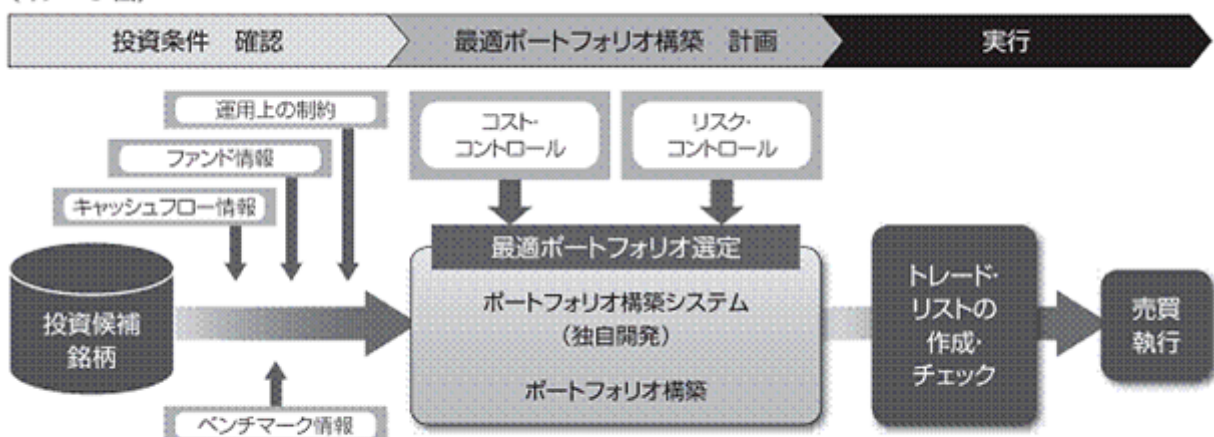 投資条件 確認
最適ポートフォリオ構築 計画
実行
運用上の制約
ファンド情報
キャッシュフロー情報
コスト・
コントロール
リスク・
コントロール
投資候補
銘柄
ベンチマーク情報
最適ポートフォリオ選定
ポートフォリオ構築システム
（独自開発）
ポートフォリオ構築
トレード・
リストの
作成・
チェック
売買
執行